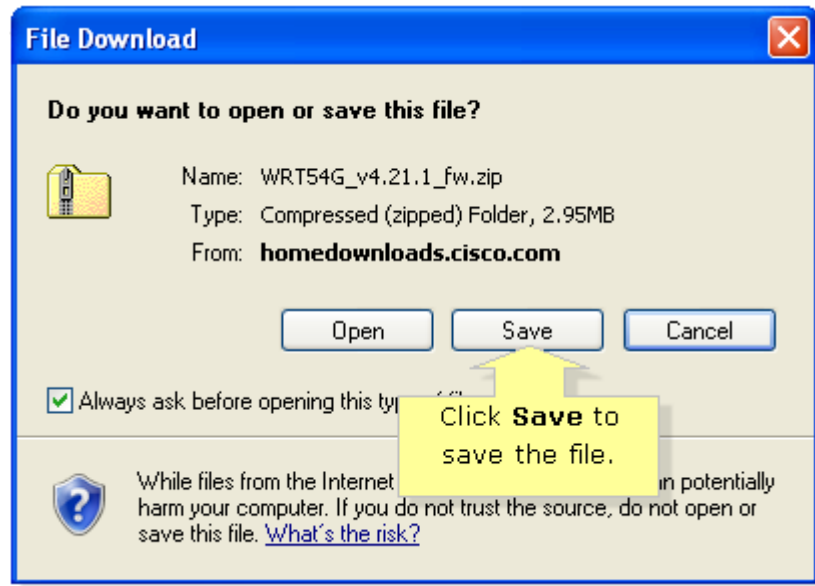 File Download
Do you want to open or save this file?
Name: WRT54G_v4.21.1_fw.zip
Type: Compressed (zipped) Folder, 2.95MB
From: homedownloads.cisco.com
Open Save Cancel
Always ask before opening this
Click Save to
save the file.
While files from the Internet potentially
harm your computer. If you do not trust the source, do not open or
save this file. What's the risk?